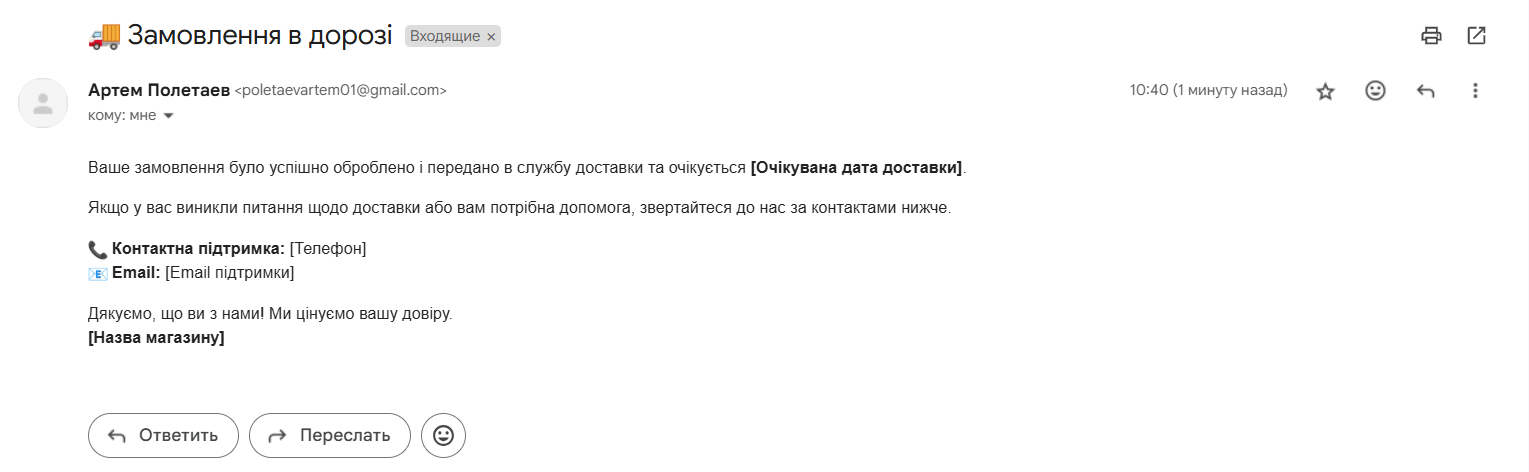 🚚 Замовлення в дорозі Входящие ×
Артем Полетаев <poletaevartem01@gmail.com> 10:40 (1 минуту назад)
кому: мне
Ваше замовлення було успішно оброблено і передано в службу доставки та очікується [Очікувана дата доставки].
Якщо у вас виникли питання щодо доставки або вам потрібна допомога, звертайтеся до нас за контактами нижче.
📞 Контактна підтримка: [Телефон]
📧 Email: [Email підтримки]
Дякуємо, що ви з нами! Ми цінуємо вашу довіру.
[Назва магазину]
Ответить Переслать